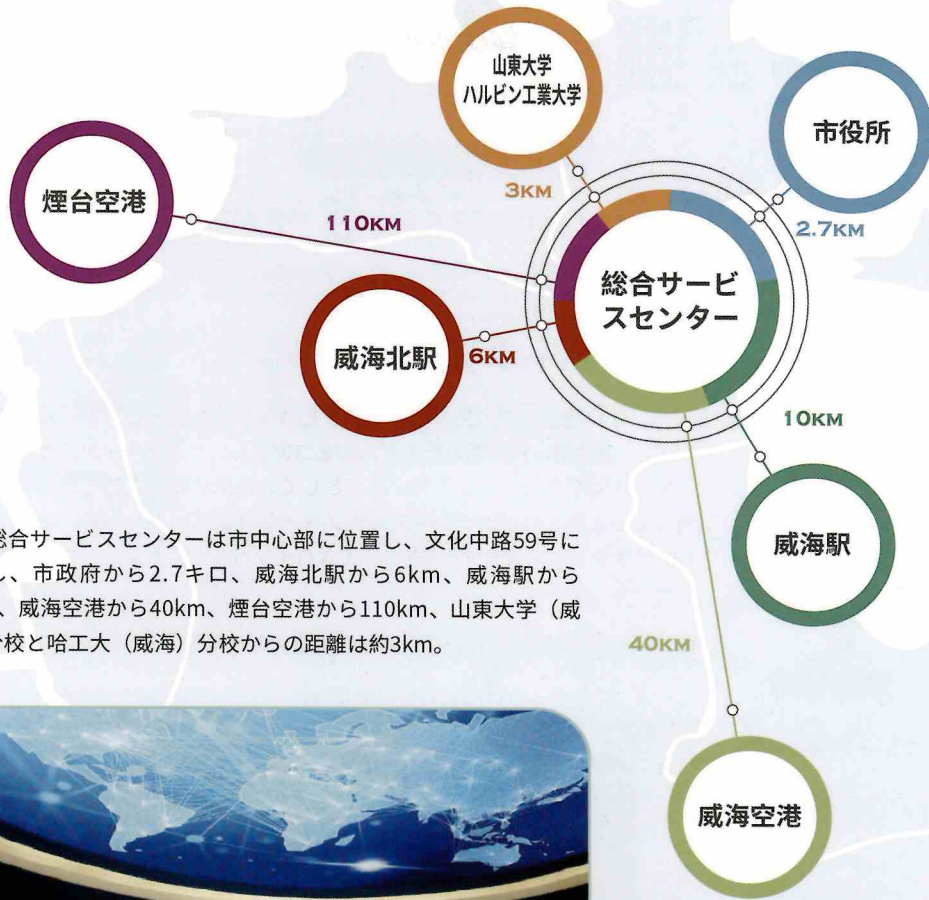 山東大学
ハルビン工業大学
市役所
煙台空港
3KM
110KM
2.7KM
総合サービ
スセンター
威海北駅
6KM
10KM
威海駅
総合サービスセンターは市中心部に位置し、文化中路59号に
し、市政府から2.7キロ、威海北駅から6km、威海駅から
、威海空港から40km、煙台空港から110km、山東大学（威
分校と哈工大（威海）分校からの距離は約3km。
40KM
威海空港